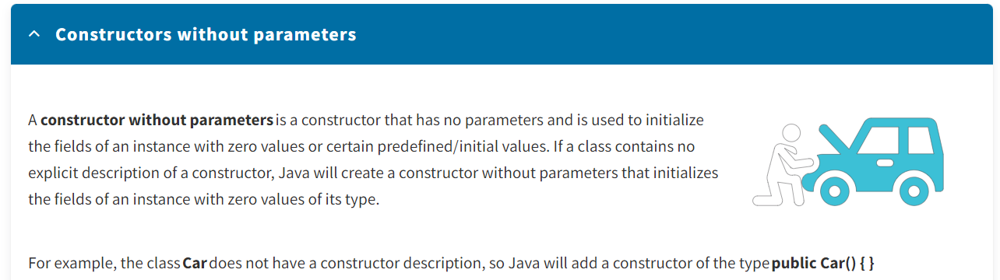 Constructors without parameters
A constructor without parameters is a constructor that has no parameters and is used to initialize
the fields of an instance with zero values or certain predefined/initial values. If a class contains no
explicit description of a constructor, Java will create a constructor without parameters that initializes
the fields of an instance with zero values of its type.
For example, the class Car does not have a constructor description, so Java will add a constructor of the type public Car() { }